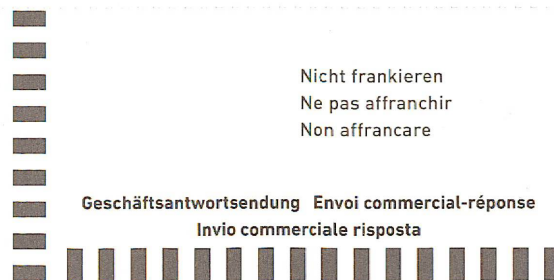 Nicht frankieren
Ne pas affranchir
Non affrancare
Geschäftsantwortsendung Envoi commercial-réponse
Invio commerciale risposta